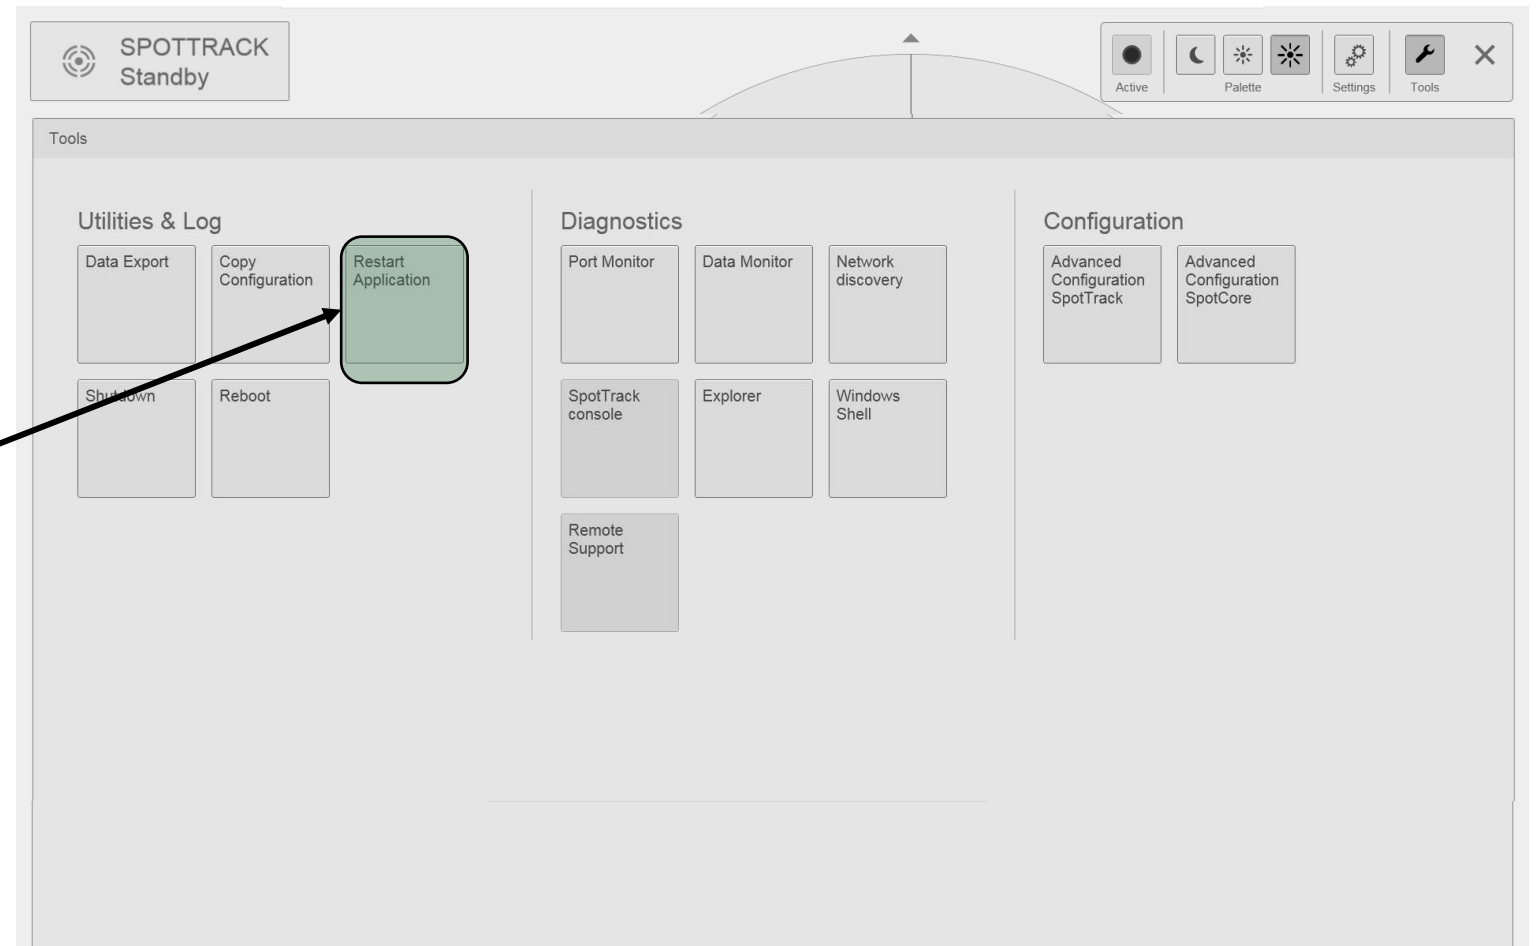 SPOTTRACK
Standby
Active
Palette
Settings
Tools
Tools
Utilities & Log
Data Export
Copy
Configuration
Restart
Application
Shutdown
Reboot
Diagnostics
Port Monitor
Data Monitor
Network
discovery
SpotTrack
console
Explorer
Windows
Shell
Remote
Support
Configuration
Advanced
Configuration
SpotTrack
Advanced
Configuration
SpotCore